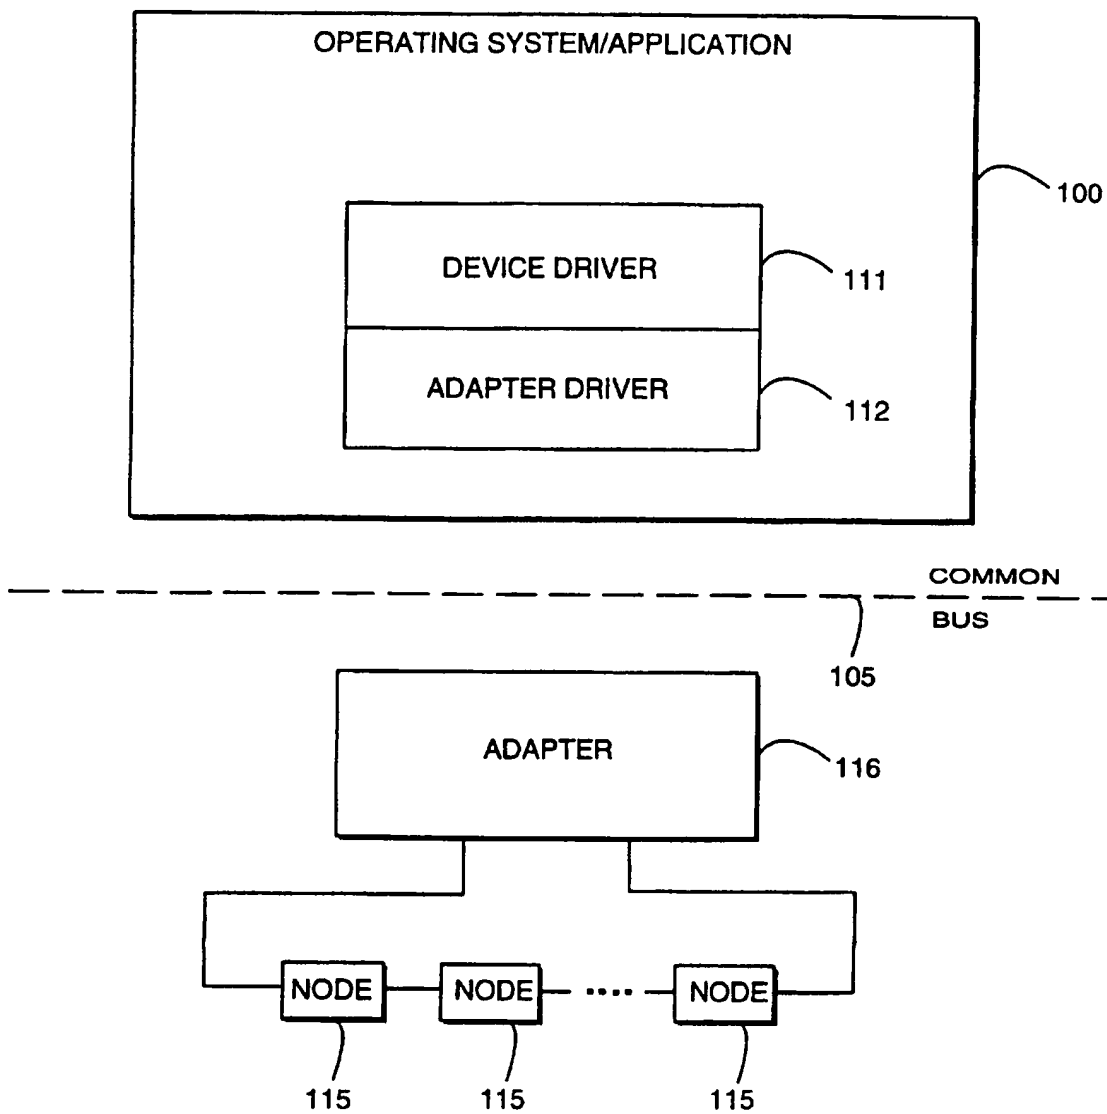 OPERATING SYSTEM/APPLICATION
100
DEVICE DRIVER
111
ADAPTER DRIVER
112
COMMON
BUS
105
ADAPTER
116
NODE NODE .... NODE
115 115 115